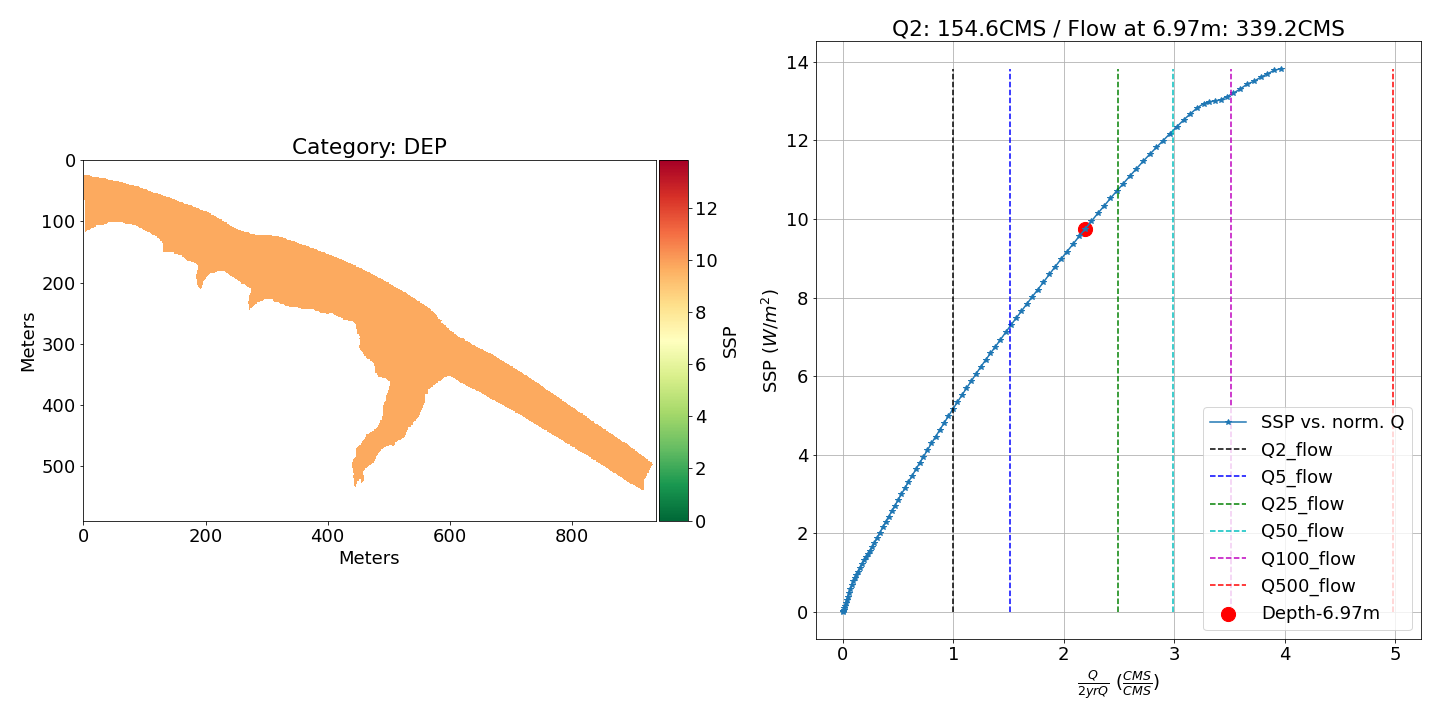 Category: DEP
0
100
200
300
400
500
Meters
0 200 400 600 800
Meters
12
10
8
6
4
2
0
SSP
Q2: 154.6CMS / Flow at 6.97m: 339.2CMS
14
12
10
8
6
4
2
0
SSP (W/m²)
0 1 2 3 4 5
Q/2yrQ (CMS/CMS)
SSP vs. norm. Q
Q2_flow
Q5_flow
Q25_flow
Q50_flow
Q100_flow
Q500_flow
Depth-6.97m